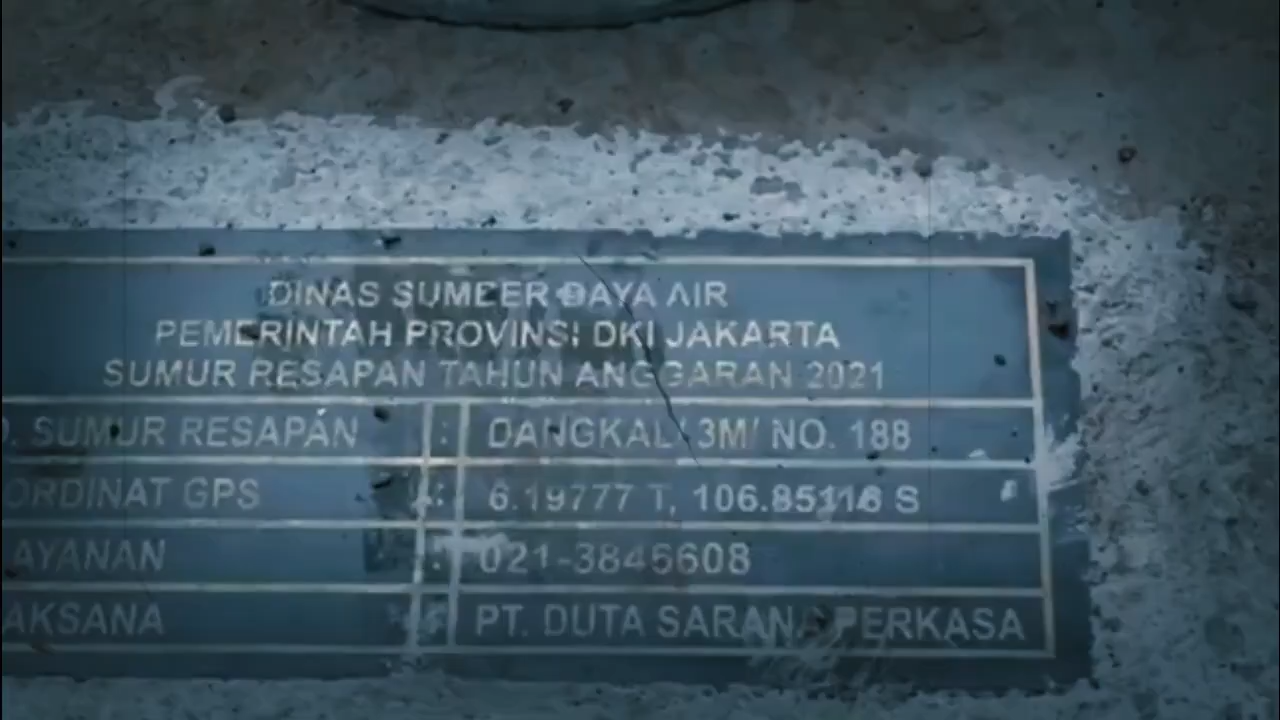 DINAS SUMBER DAYA AIR
PEMERINTAH PROVINSI DKI JAKARTA
SUMUR RESAPAN TAHUN ANGGARAN 2021
O. SUMUR RESAPAN : DANGKAL/ 3M/ NO. 188
ORDINAT GPS : 6.19777 T, 106.85116 S
AYANAN : 021-3846608
AKSANA : PT. DUTA SARANA PERKASA